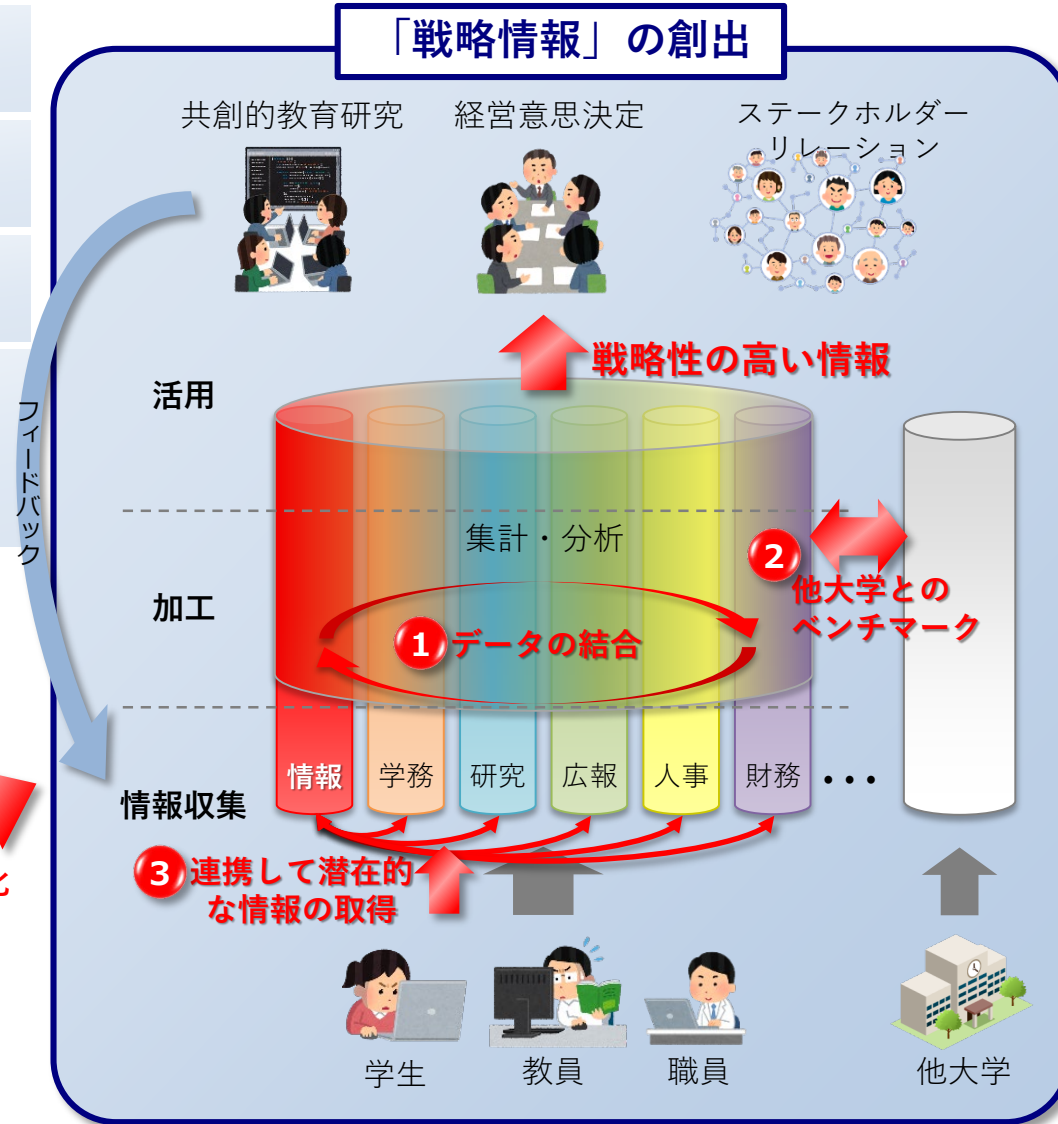 「戦略情報」の創出
共創的教育研究
経営意思決定
ステークホルダー
リレーション
戦略性の高い情報
活用
フィードバック
集計・分析
2
他大学との
ベンチマーク
加工
1 データの結合
情報
学務
研究
広報
人事
財務
・・・
情報収集
3 連携して潜在的
な情報の取得
化
学生
教員
職員
他大学